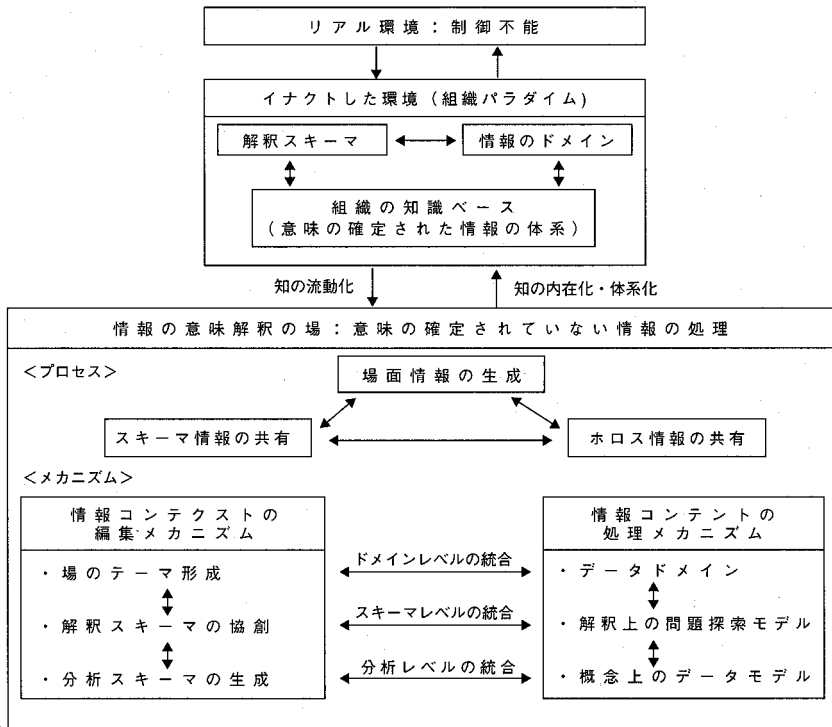 リアル環境：制御不能
イナクトした環境（組織パラダイム）
解釈スキーマ
情報のドメイン
組織の知識ベース
（意味の確定された情報の体系）
知の流動化
知の内在化・体系化
情報の意味解釈の場：意味の確定されていない情報の処理
＜プロセス＞
場面情報の生成
スキーマ情報の共有
ホロス情報の共有
＜メカニズム＞
情報コンテクストの
編集メカニズム
・場のテーマ形成
・解釈スキーマの協創
・分析スキーマの生成
ドメインレベルの統合
スキーマレベルの統合
分析レベルの統合
情報コンテントの
処理メカニズム
・データドメイン
・解釈上の問題探索モデル
・概念上のデータモデル